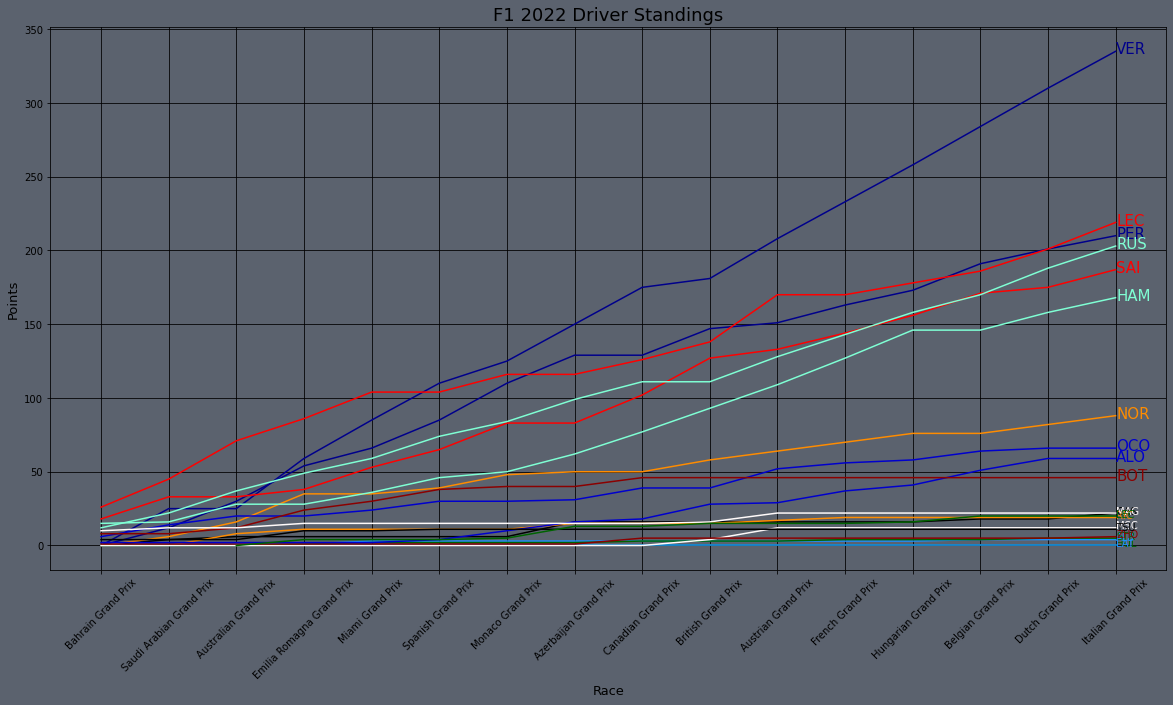 F1 2022 Driver Standings
350
300
250
200
150
100
50
0
Points
VER
LEC
PER
RUS
SAI
HAM
NOR
OCO
ALO
BOT
MAG
Bahrain Grand Prix
Saudi Arabian Grand Prix
Australian Grand Prix
Emilia Romagna Grand Prix
Miami Grand Prix
Spanish Grand Prix
Monaco Grand Prix
Azerbaijan Grand Prix
Canadian Grand Prix
British Grand Prix
Austrian Grand Prix
French Grand Prix
Hungarian Grand Prix
Belgian Grand Prix
Dutch Grand Prix
Italian Grand Prix
Race